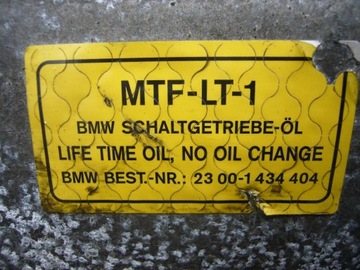 MTF-LT-1
BMW SCHALTGETRIEBE-ÖL
LIFE TIME OIL, NO OIL CHANGE
BMW BEST.-NR.: 23 00-1 434 404